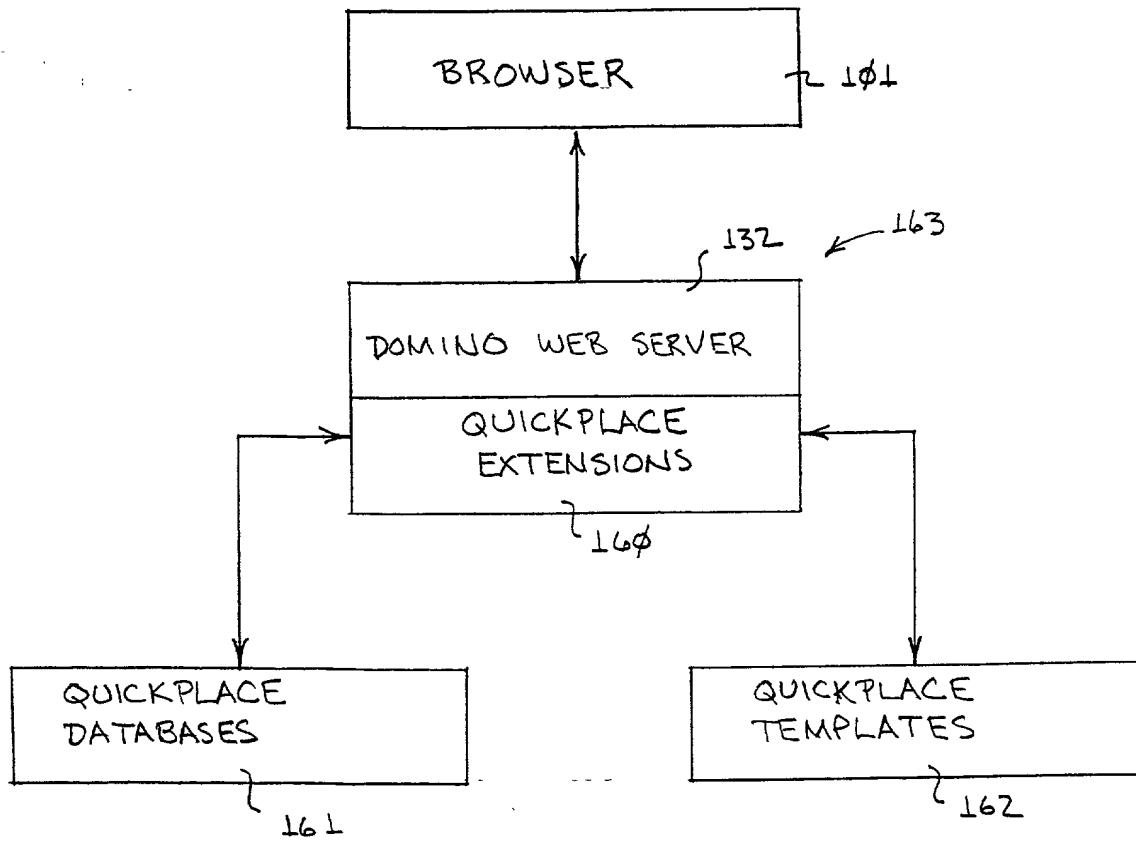 BROWSER
101
132
163
DOMINO WEB SERVER
QUICKPLACE
EXTENSIONS
160
QUICKPLACE
DATABASES
161
QUICKPLACE
TEMPLATES
162